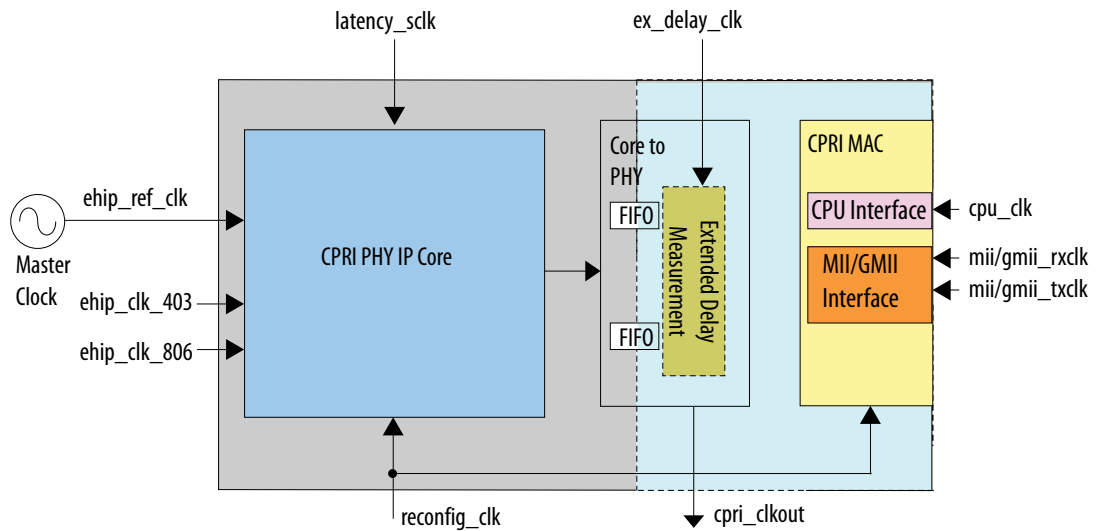 latency_sclk
ex_delay_clk
Core to
PHY
CPRI MAC
ehip_ref_clk
FIFO
CPU Interface
cpu_clk
CPRI PHY IP Core
Extended Delay
Measurement
MII/GMII
Interface
mii/gmii_rxclk
mii/gmii_txclk
Master
Clock
ehip_clk_403
FIFO
ehip_clk_806
reconfig_clk
cpri_clkout